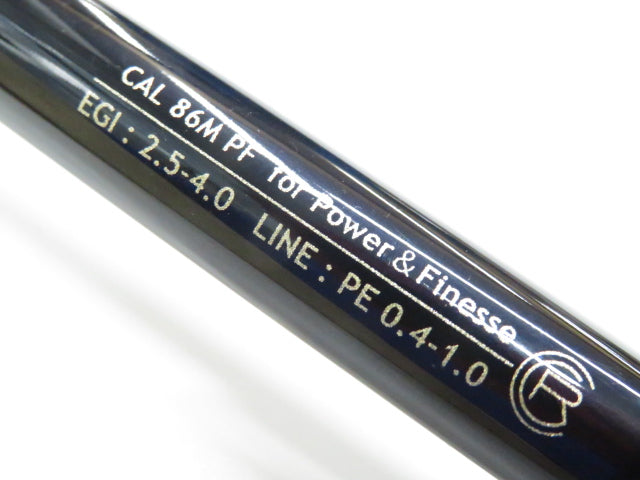 CAL 86M PF for Power & Finesse
EGI : 2.5-4.0 LINE : PE 0.4-1.0